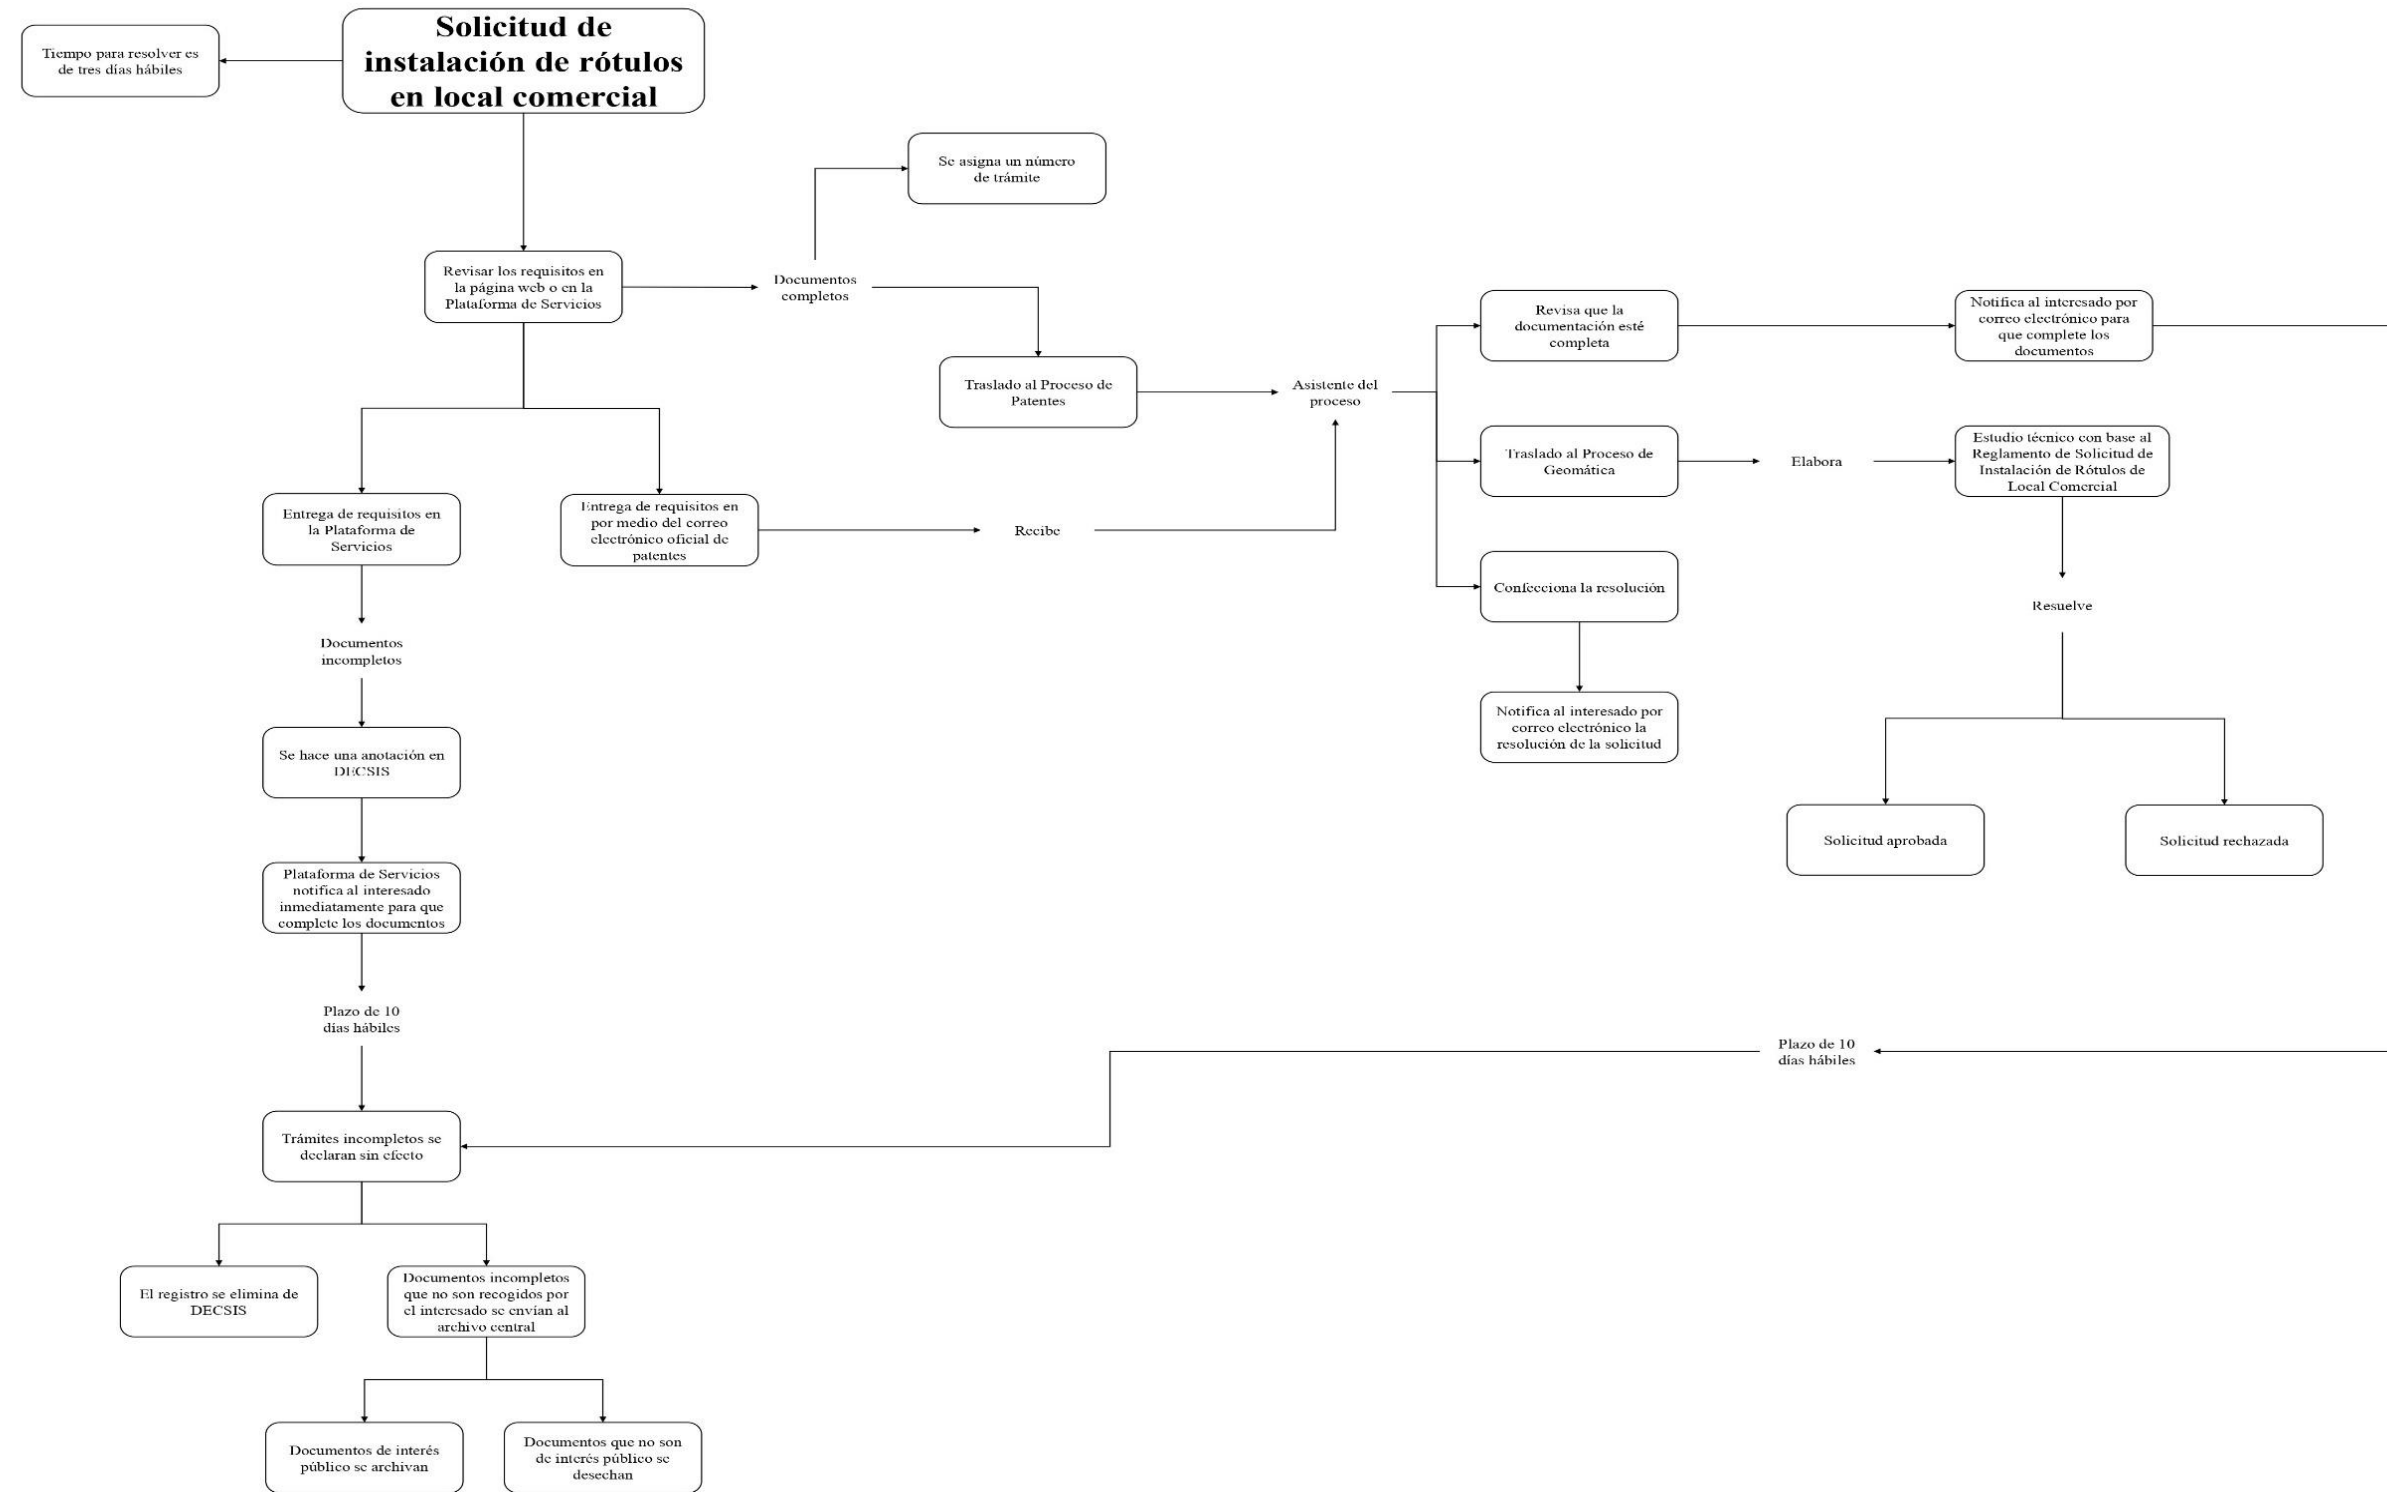 Solicitud de
instalación de rótulos
en local comercial
Tiempo para resolver es
de tres días hábiles
Se asigna un número
de trámite
Revisar los requisitos en
la página web o en la
Plataforma de Servicios
Documentos
completos
Traslado al Proceso de
Patentes
Asistente del
proceso
Revisa que la
documentación esté
completa
Notifica al interesado por
correo electrónico para
que complete los
documentos
Traslado al Proceso de
Geomática
Elabora
Estudio técnico con base al
Reglamento de Solicitud de
Instalación de Rótulos de
Local Comercial
Entrega de requisitos en
la Plataforma de
Servicios
Entrega de requisitos en
por medio del correo
electrónico oficial de
patentes
Recibe
Confecciona la resolución
Resuelve
Documentos
incompletos
Notifica al interesado por
correo electrónico la
resolución de la solicitud
Se hace una anotación en
DECSIS
Solicitud aprobada
Solicitud rechazada
Plataforma de Servicios
notifica al interesado
inmediatamente para que
complete los documentos
Plazo de 10
días hábiles
Plazo de 10
días hábiles
Trámites incompletos se
declaran sin efecto
El registro se elimina de
DECSIS
Documentos incompletos
que no son recogidos por
el interesado se envían al
archivo central
Documentos de interés
público se archivan
Documentos que no son
de interés público se
desechan